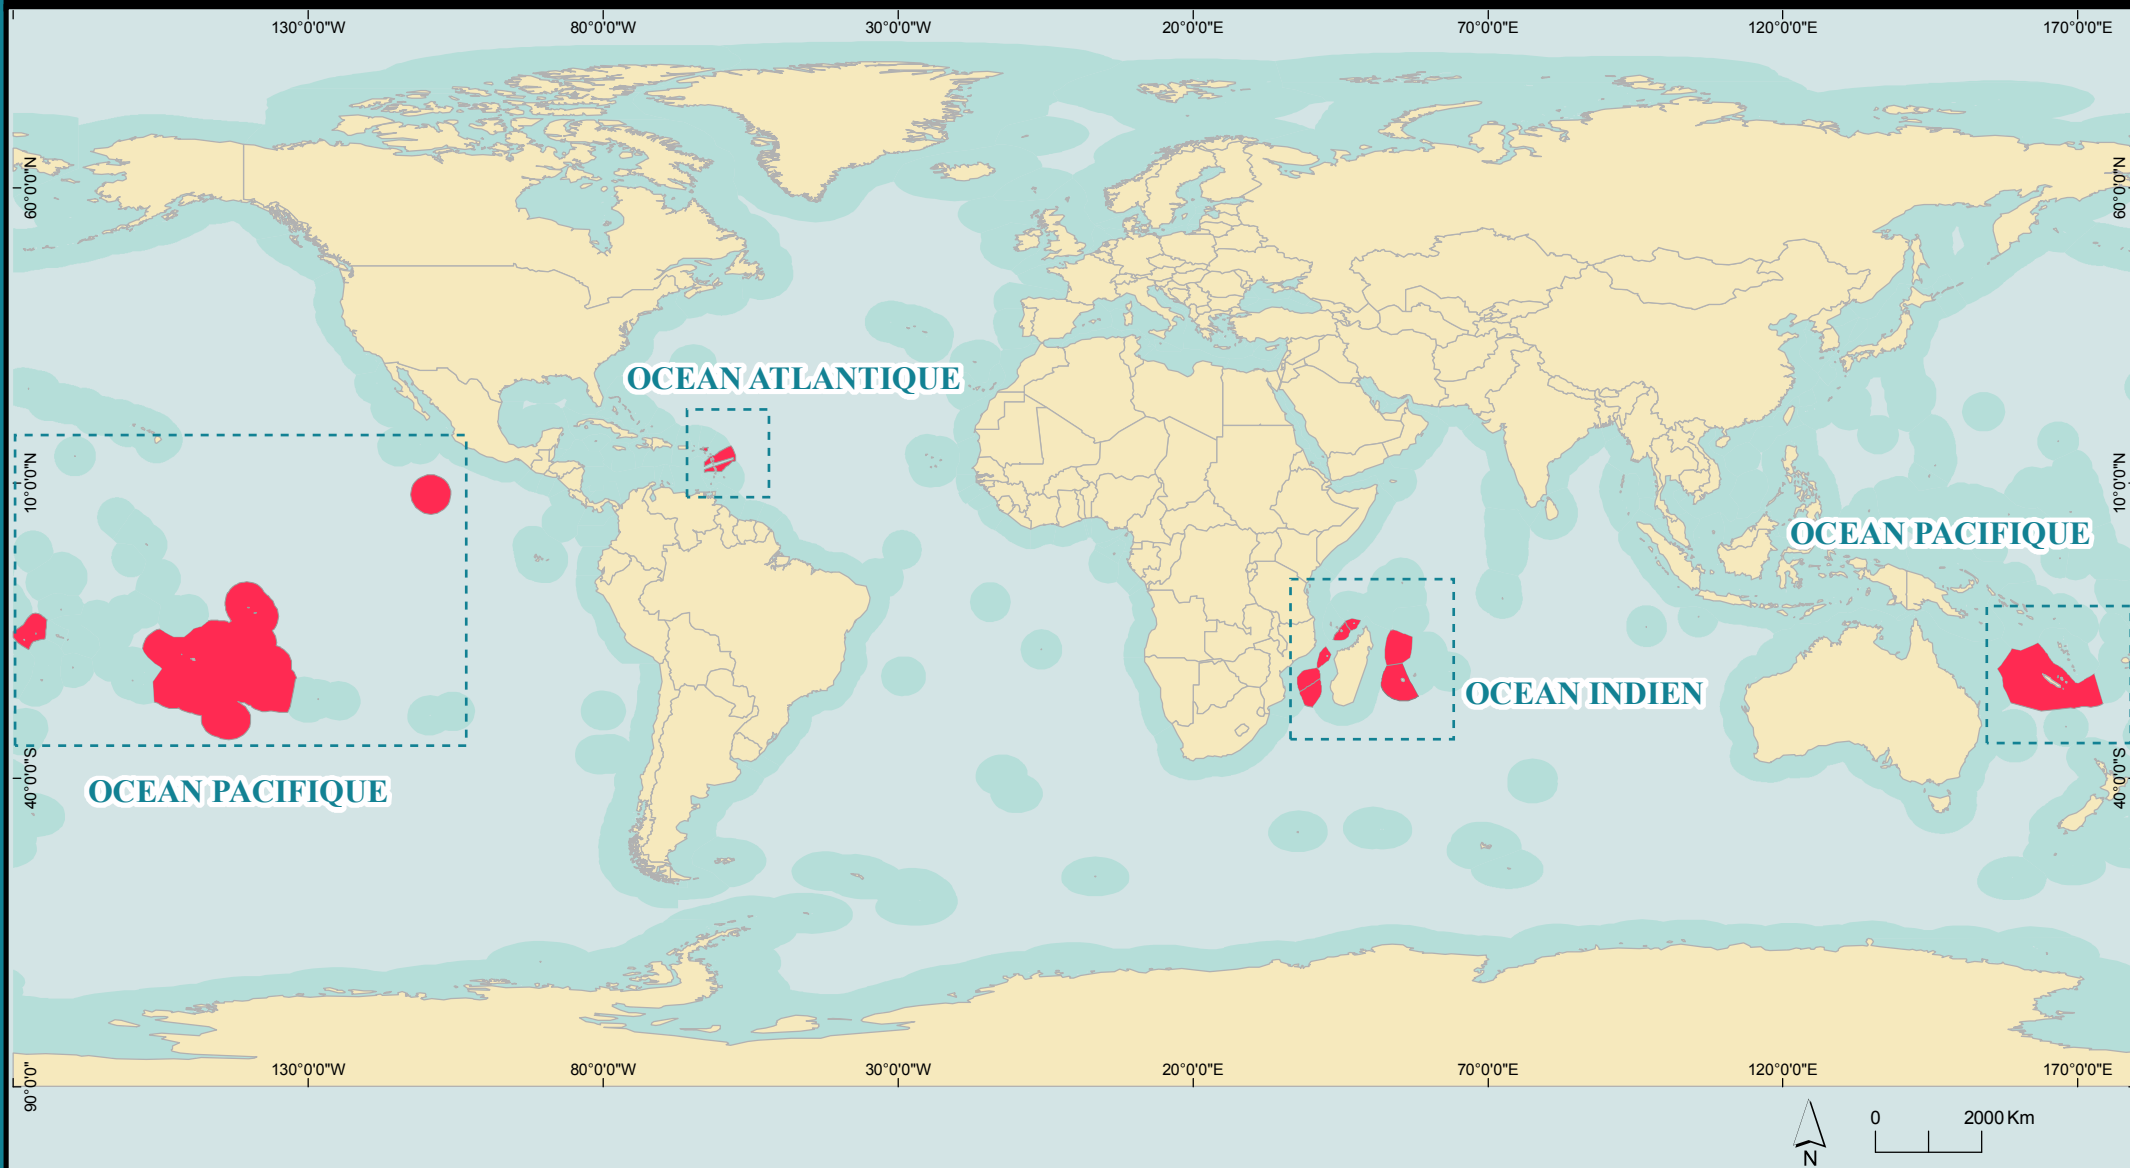 130°0'0"W 80°0'0"W 30°0'0"W 20°0'0"E 70°0'0"E 120°0'0"E 170°0'0"E
60°0'0"N 60°0'0"N
OCEAN ATLANTIQUE
10°0'0"N 10°0'0"N
OCEAN PACIFIQUE
OCEAN INDIEN
40°0'0"S 40°0'0"S
OCEAN PACIFIQUE
130°0'0"W 80°0'0"W 30°0'0"W 20°0'0"E 70°0'0"E 120°0'0"E 170°0'0"E
90°0'0"
0 2000 Km
N